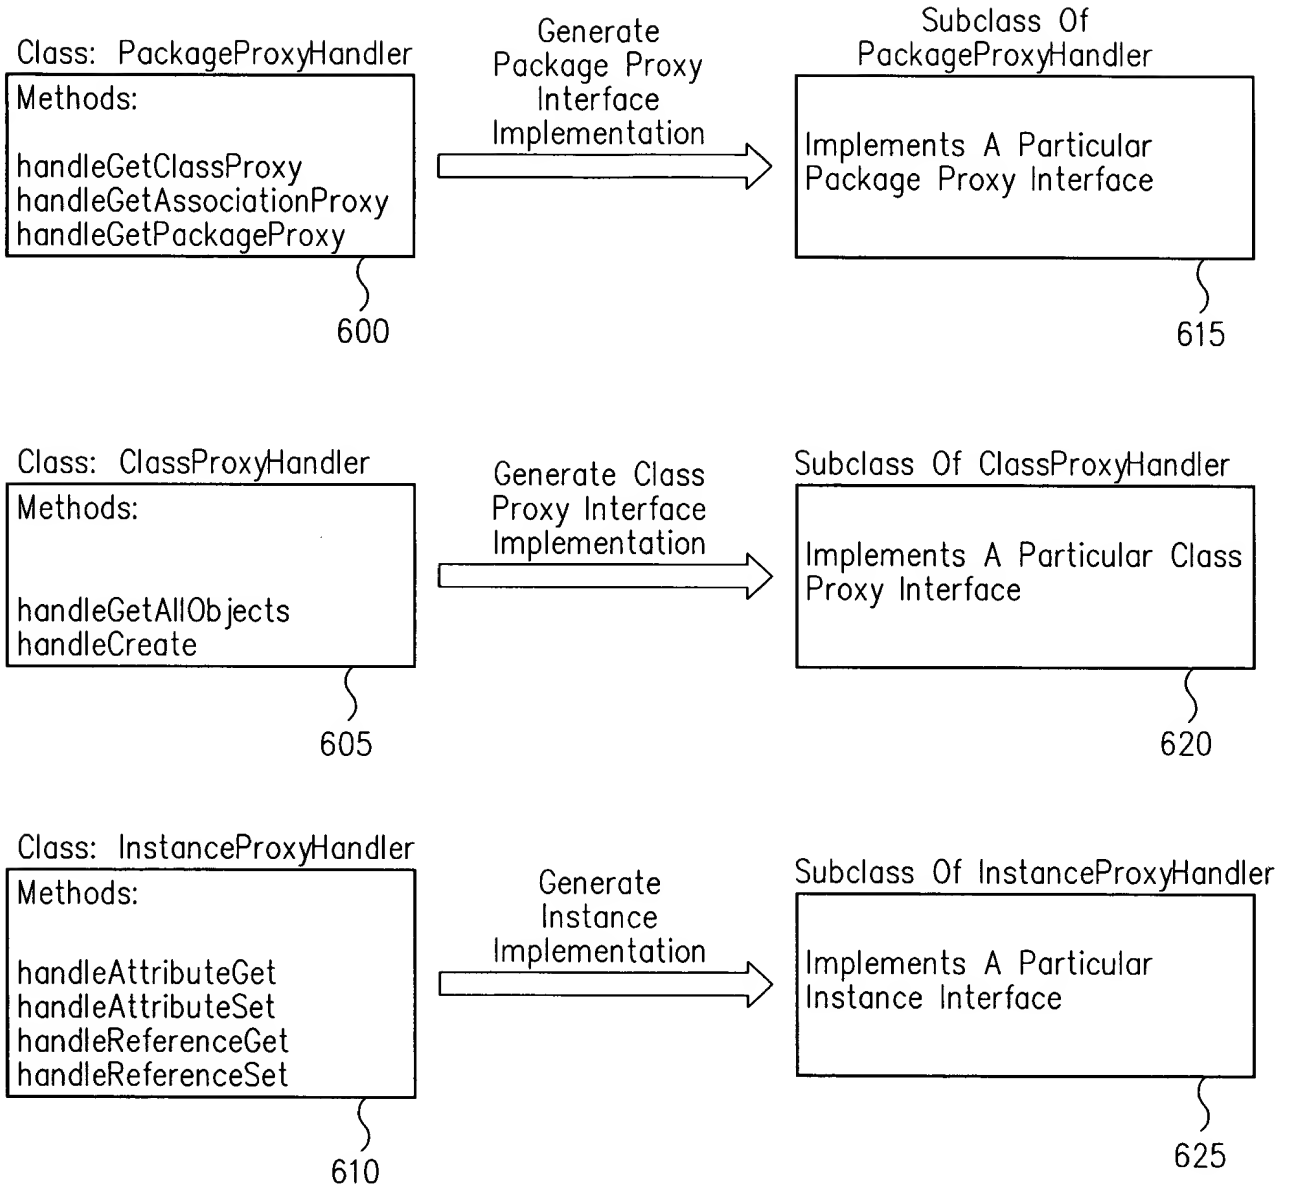 Class: PackageProxyHandler
Methods:
handleGetClassProxy
handleGetAssociationProxy
handleGetPackageProxy
600
Generate
Package Proxy
Interface
Implementation
Subclass Of
PackageProxyHandler
Implements A Particular
Package Proxy Interface
615
Class: ClassProxyHandler
Methods:
handleGetAllObjects
handleCreate
605
Generate Class
Proxy Interface
Implementation
Subclass Of ClassProxyHandler
Implements A Particular Class
Proxy Interface
620
Class: InstanceProxyHandler
Methods:
handleAttributeGet
handleAttributeSet
handleReferenceGet
handleReferenceSet
610
Generate
Instance
Implementation
Subclass Of InstanceProxyHandler
Implements A Particular
Instance Interface
625